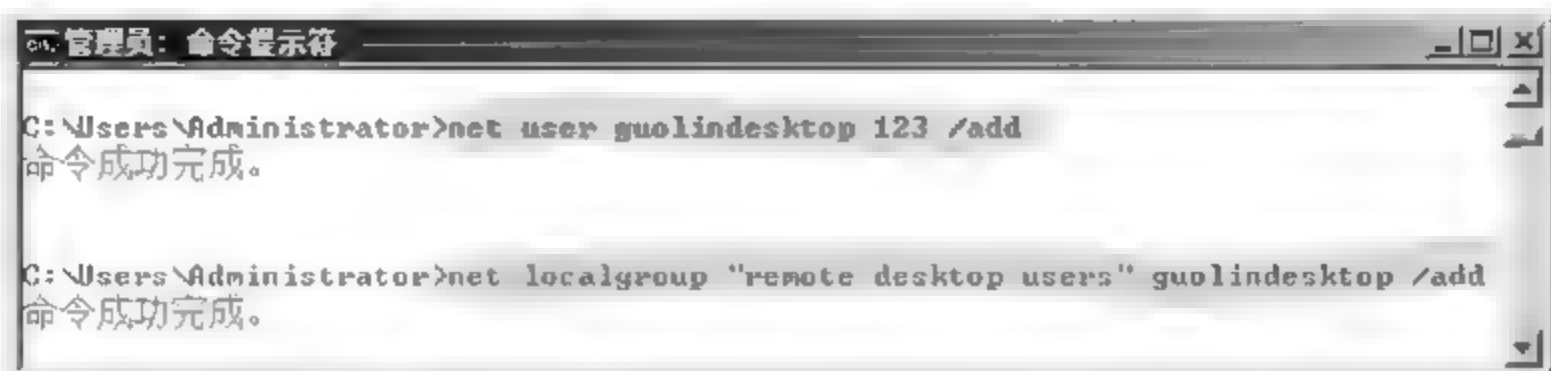 管理员：命令提示符
C:\Users\Administrator>net user guolindesktop 123 /add
命令成功完成。
C:\Users\Administrator>net localgroup "remote desktop users" guolindesktop /add
命令成功完成。